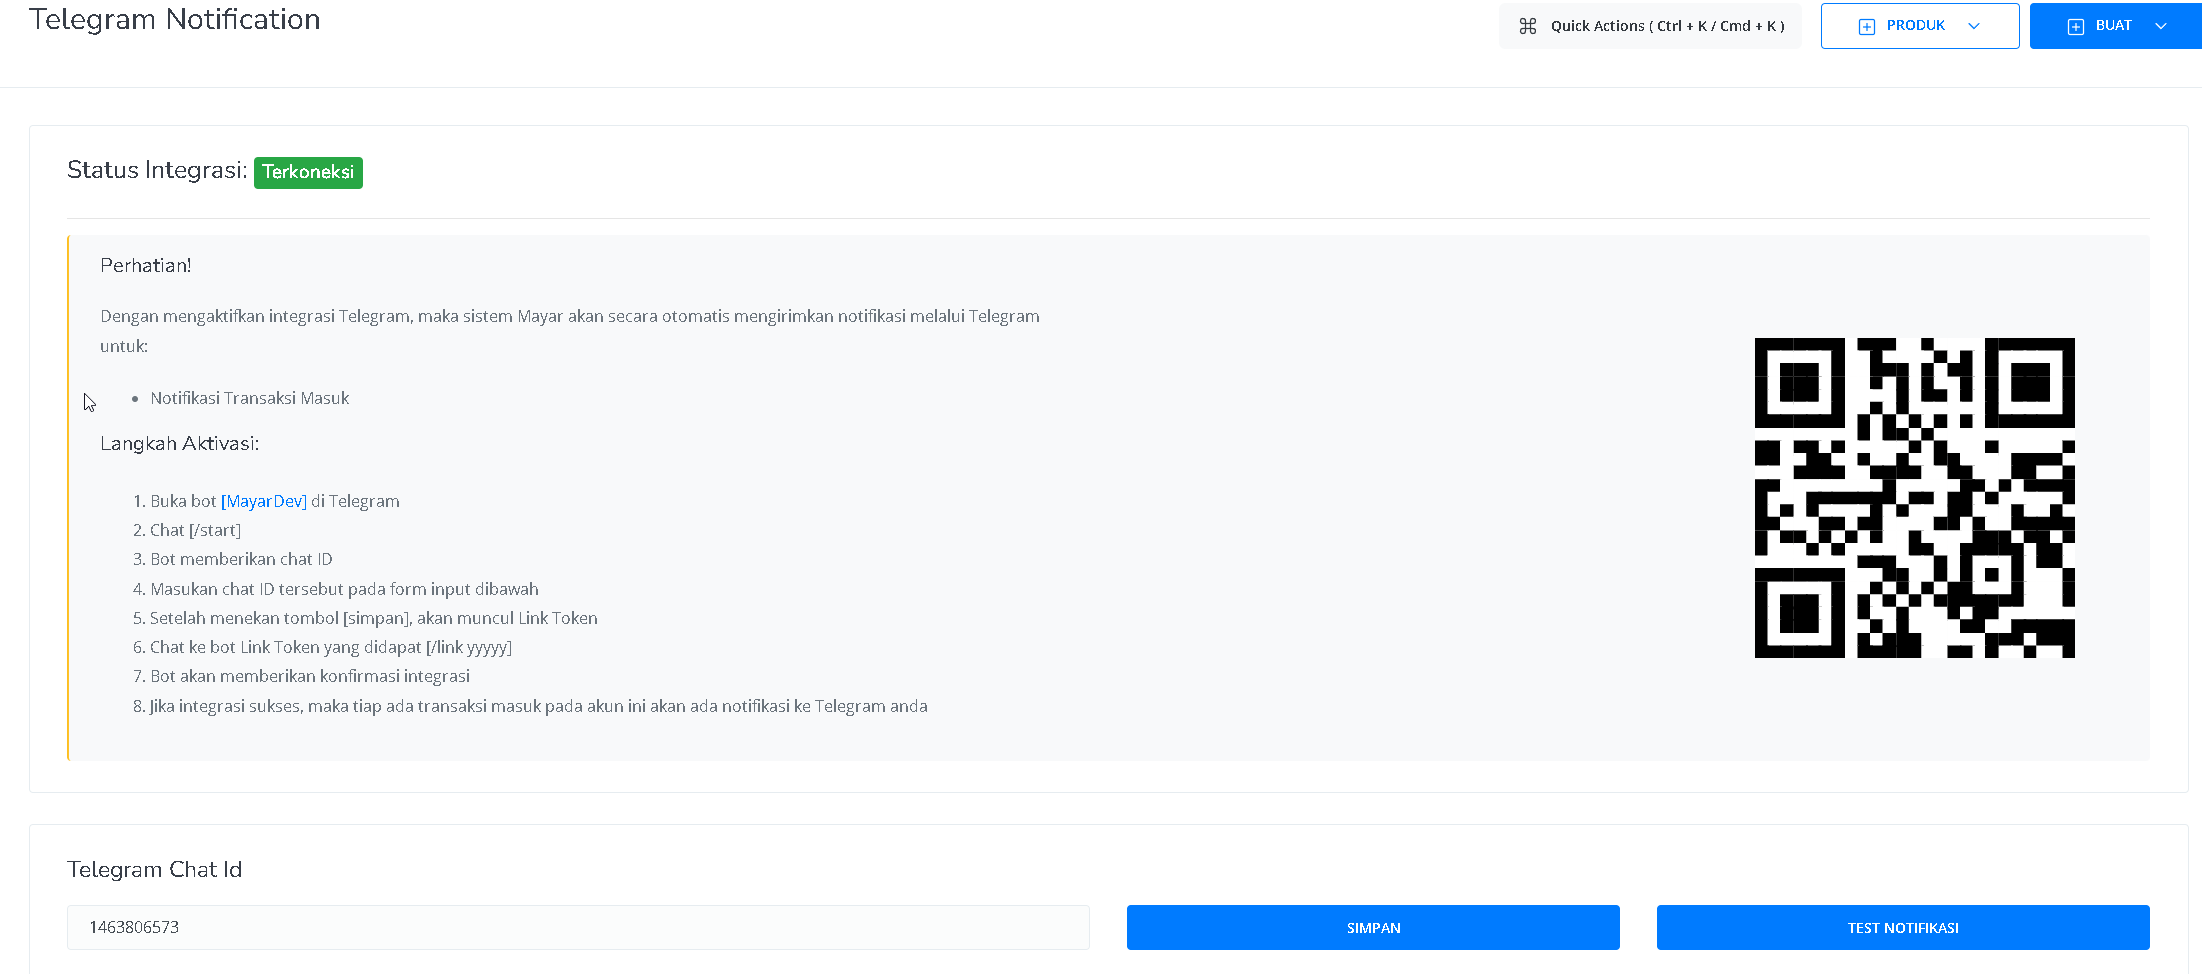 Telegram Notification
Quick Actions ( Ctrl + K / Cmd + K )
PRODUK
BUAT
Status Integrasi: Terkoneksi
Perhatian!
Dengan mengaktifkan integrasi Telegram, maka sistem Mayar akan secara otomatis mengirimkan notifikasi melalui Telegram
untuk:
• Notifikasi Transaksi Masuk
Langkah Aktivasi:
1. Buka bot [MayarDev] di Telegram
2. Chat [/start]
3. Bot memberikan chat ID
4. Masukan chat ID tersebut pada form input dibawah
5. Setelah menekan tombol [simpan], akan muncul Link Token
6. Chat ke bot Link Token yang didapat [/link yyyyy]
7. Bot akan memberikan konfirmasi integrasi
8. Jika integrasi sukses, maka tiap ada transaksi masuk pada akun ini akan ada notifikasi ke Telegram anda
Telegram Chat Id
1463806573
SIMPAN
TEST NOTIFIKASI